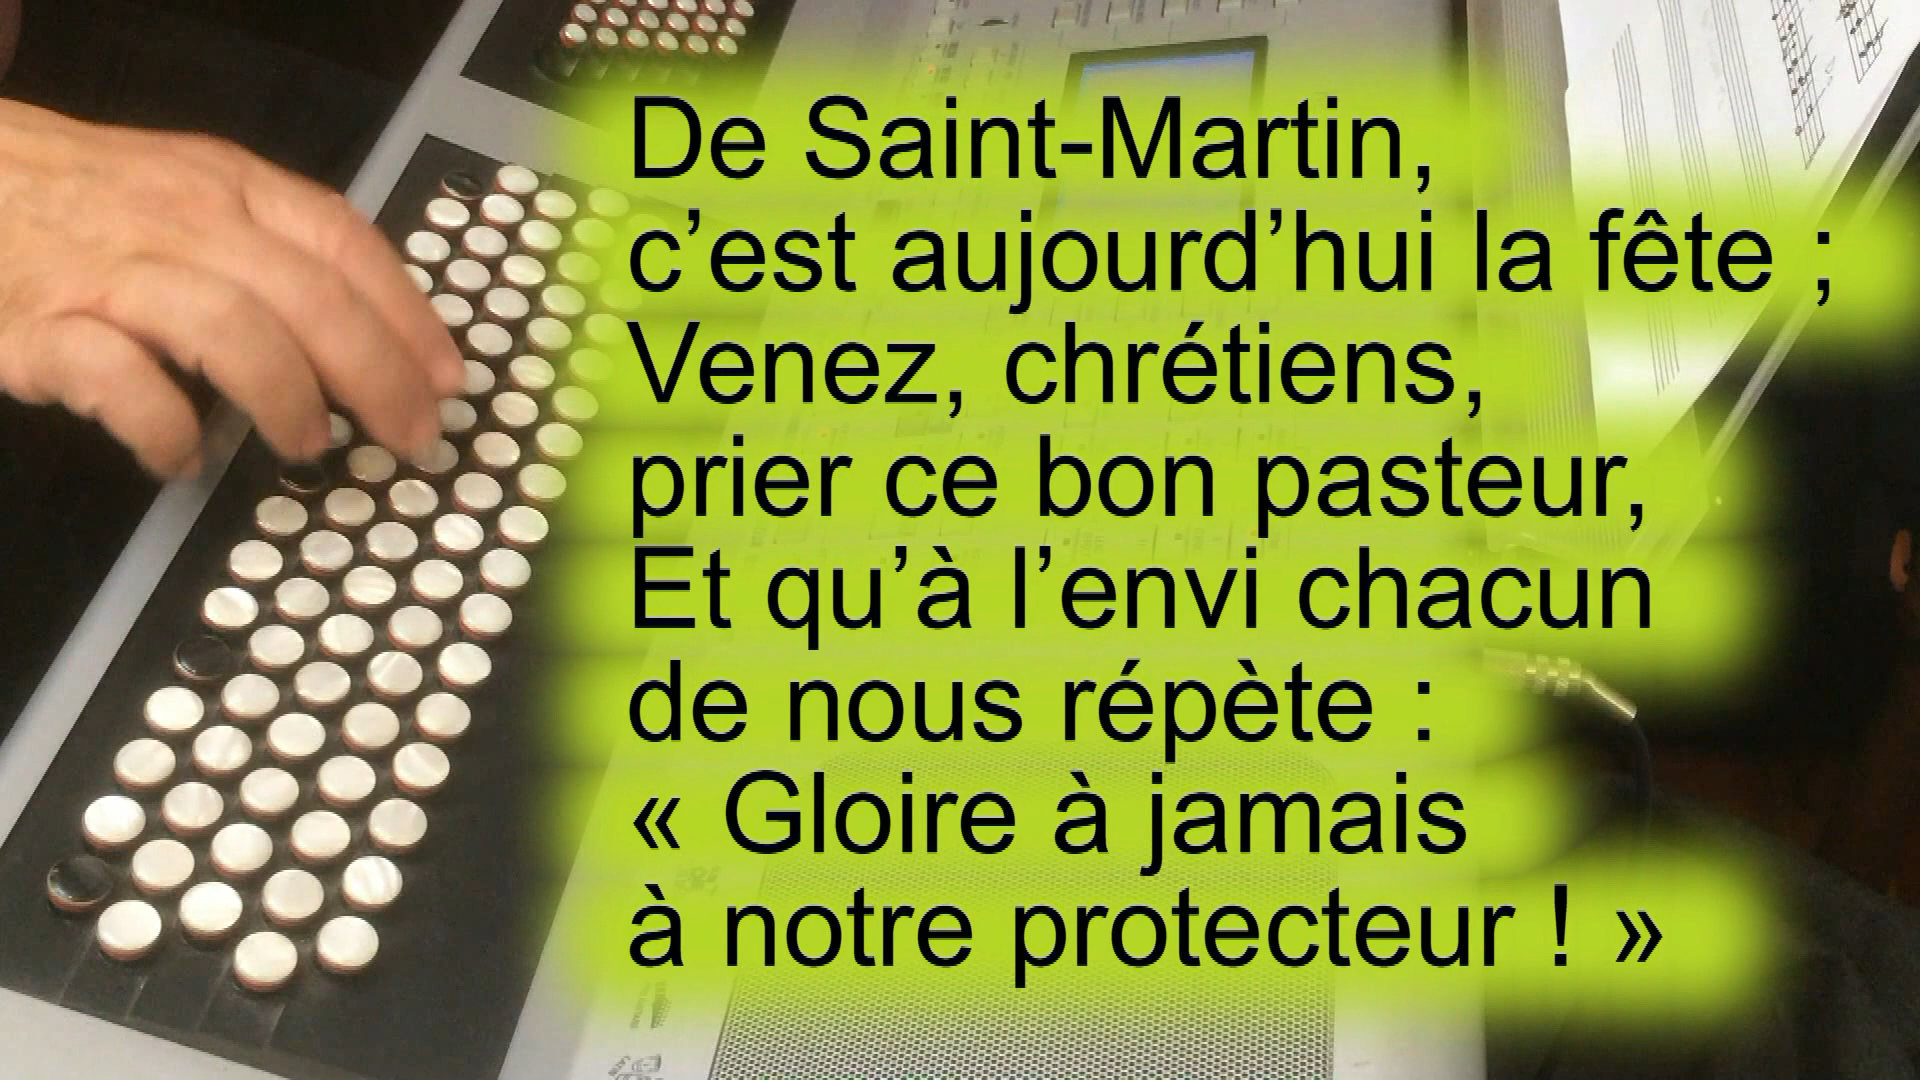 De Saint-Martin,
c’est aujourd’hui la fête ;
Venez, chrétiens,
prier ce bon pasteur,
Et qu’à l’envi chacun
de nous répète :
« Gloire à jamais
à notre protecteur ! »